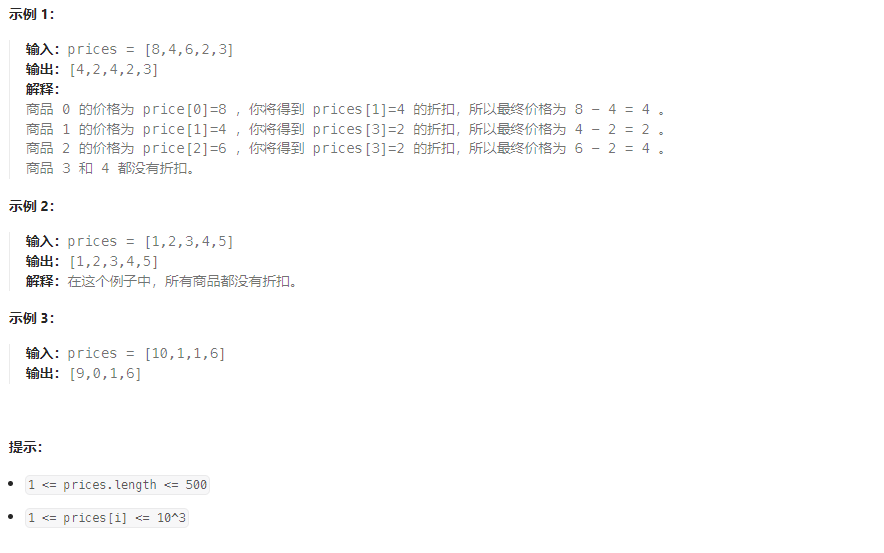 示例 1：
输入：prices = [8,4,6,2,3]
输出：[4,2,4,2,3]
解释：
商品 0 的价格为 price[0]=8 ，你将得到 prices[1]=4 的折扣，所以最终价格为 8 - 4 = 4 。
商品 1 的价格为 price[1]=4 ，你将得到 prices[3]=2 的折扣，所以最终价格为 4 - 2 = 2 。
商品 2 的价格为 price[2]=6 ，你将得到 prices[3]=2 的折扣，所以最终价格为 6 - 2 = 4 。
商品 3 和 4 都没有折扣。
示例 2：
输入：prices = [1,2,3,4,5]
输出：[1,2,3,4,5]
解释：在这个例子中，所有商品都没有折扣。
示例 3：
输入：prices = [10,1,1,6]
输出：[9,0,1,6]
提示：
• 1 <= prices.length <= 500
• 1 <= prices[i] <= 10^3